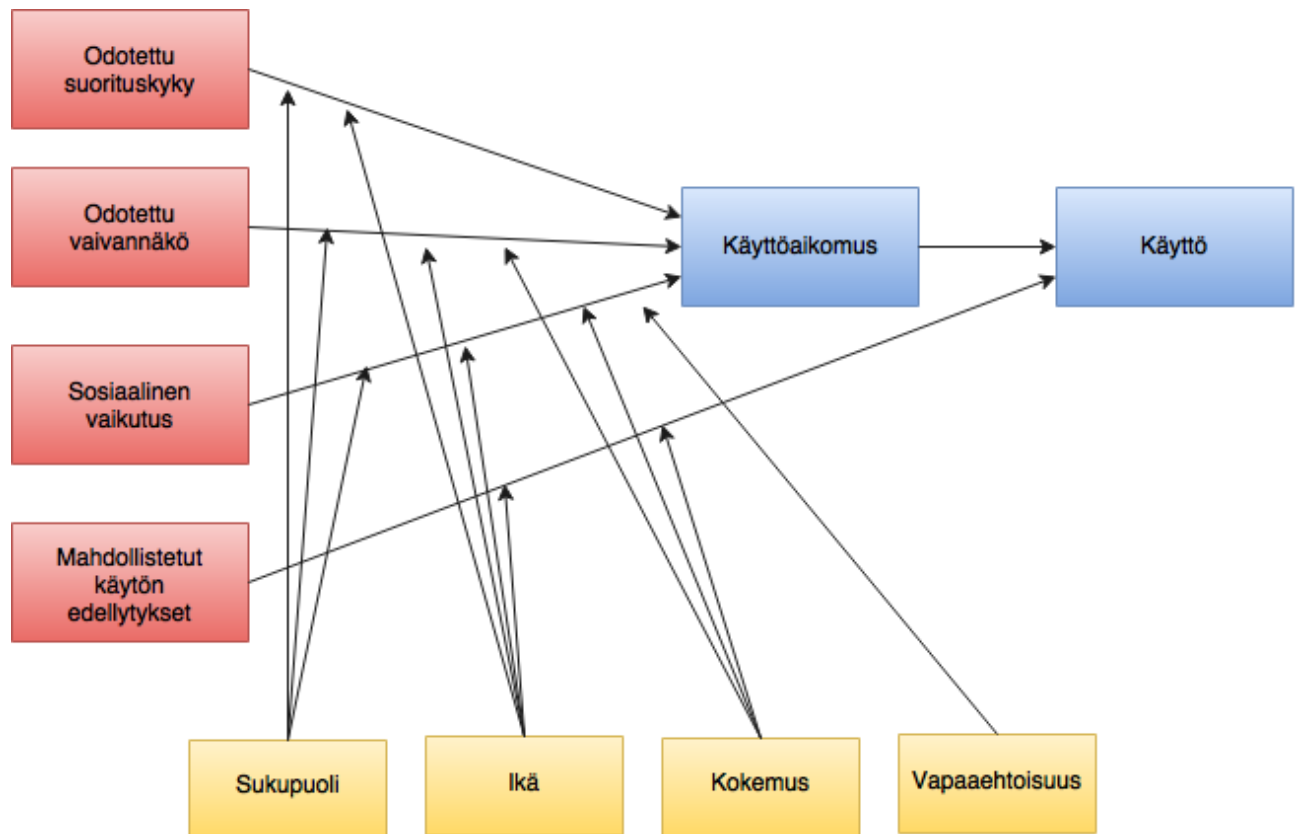 Odotettu
suorituskyky
Odotettu
vaivannäkö
Käyttöaikomus
Käyttö
Sosiaalinen
vaikutus
Mahdollistetut
käytön
edellytykset
Sukupuoli
Ikä
Kokemus
Vapaaehtoisuus